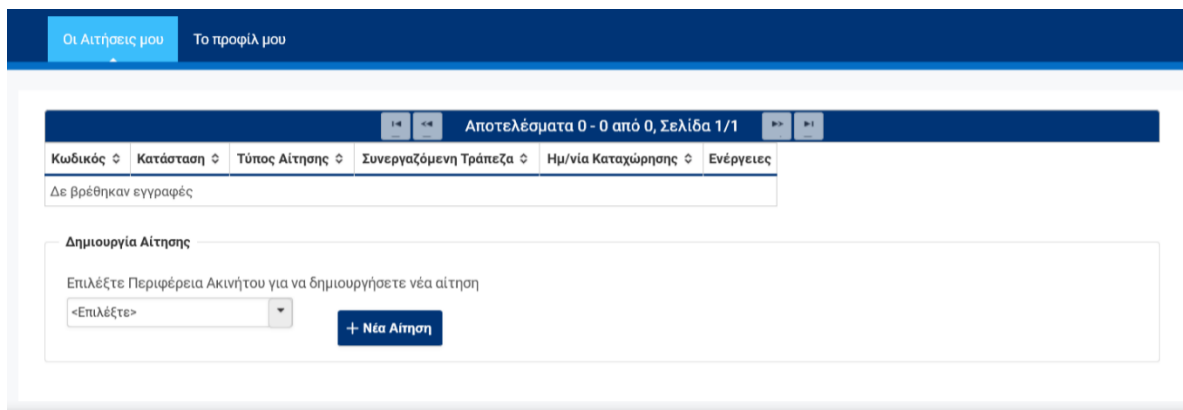 Οι Αιτήσεις μου Το προφίλ μου
Αποτελέσματα 0 - 0 από 0, Σελίδα 1/1
Κωδικός Κατάσταση Τύπος Αίτησης Συνεργαζόμενη Τράπεζα Ημ/νία Καταχώρησης Ενέργειες
Δε βρέθηκαν εγγραφές
Δημιουργία Αίτησης
Επιλέξτε Περιφέρεια Ακινήτου για να δημιουργήσετε νέα αίτηση
<Επιλέξτε>
+ Νέα Αίτηση